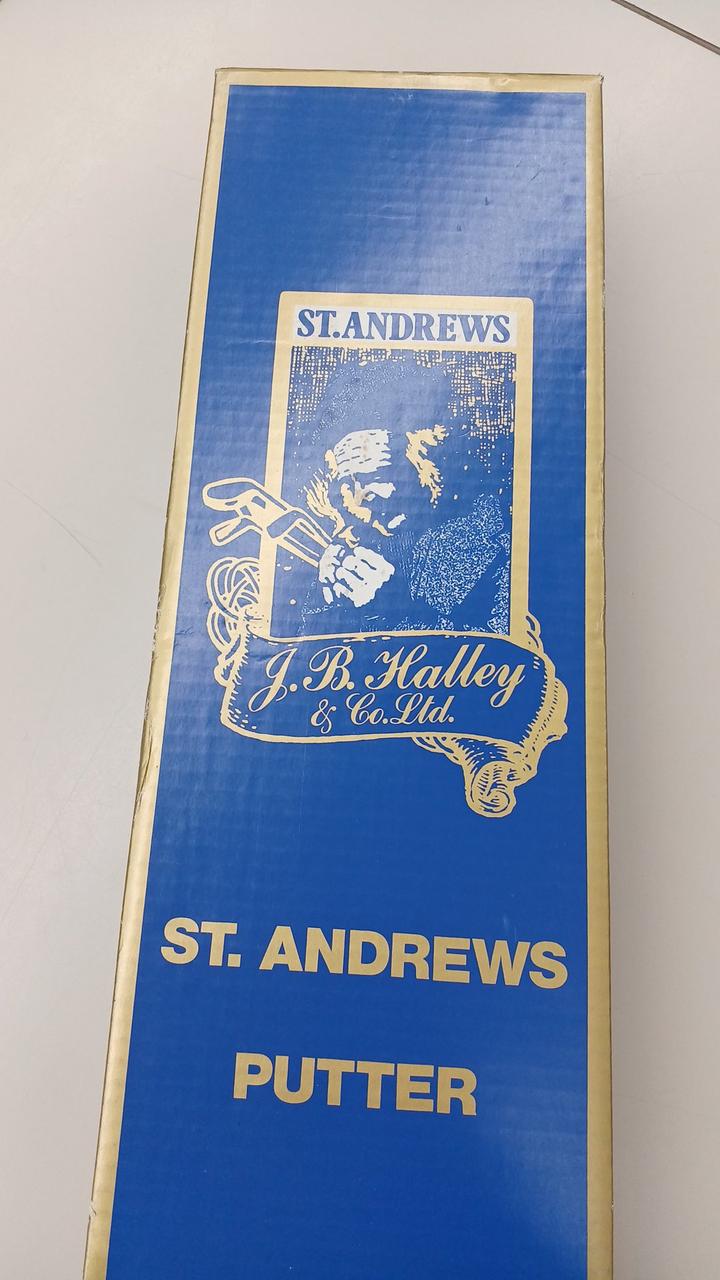 ST.ANDREWS
J.B. Halley
& Co.Ltd.
ST. ANDREWS
PUTTER